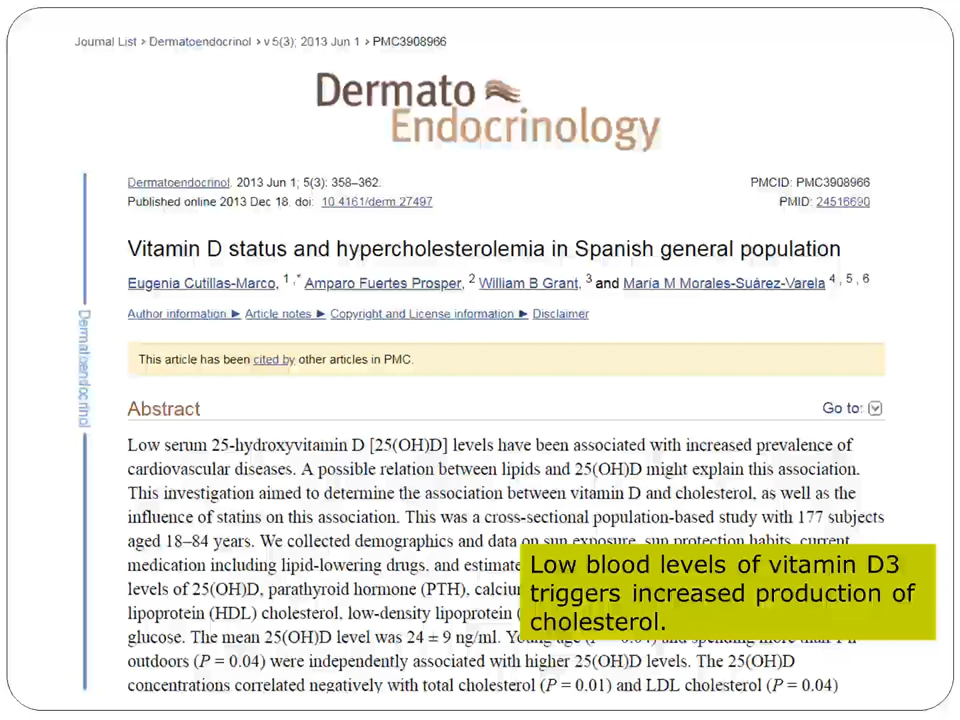 Journal List > Dermatoendocrinol > v 5(3); 2013 Jun 1 > PMC3908966
Dermato
Endocrinology
Dermatoendocrinol. 2013 Jun 1; 5(3): 358–362.
PMCID: PMC3908966
Published online 2013 Dec 18. doi: 10.4161/derm.27497
PMID: 24516690
Vitamin D status and hypercholesterolemia in Spanish general population
Eugenia Cutillas-Marco, 1,* Amparo Fuertes Prosper, 2 William B Grant, 3 and María M Morales-Suárez-Varela 4, 5, 6
Author information ► Article notes ► Copyright and License information ► Disclaimer
Dermatoendocrinol
This article has been cited by other articles in PMC.
Abstract
Go to:
Low serum 25-hydroxyvitamin D [25(OH)D] levels have been associated with increased prevalence of
cardiovascular diseases. A possible relation between lipids and 25(OH)D might explain this association.
This investigation aimed to determine the association between vitamin D and cholesterol, as well as the
influence of statins on this association. This was a cross-sectional population-based study with 177 subjects
aged 18–84 years. We collected demographics and data on sun exposure, sun protection habits, current
medication including lipid-lowering drugs, and estimate
levels of 25(OH)D, parathyroid hormone (PTH), calciu
lipoprotein (HDL) cholesterol, low-density lipoprotein (
glucose. The mean 25(OH)D level was 24 ± 9 ng/ml. and spending more than 1 h
outdoors (P = 0.04) were independently associated with higher 25(OH)D levels. The 25(OH)D
concentrations correlated negatively with total cholesterol (P = 0.01) and LDL cholesterol (P = 0.04)
Low blood levels of vitamin D3
triggers increased production of
cholesterol.